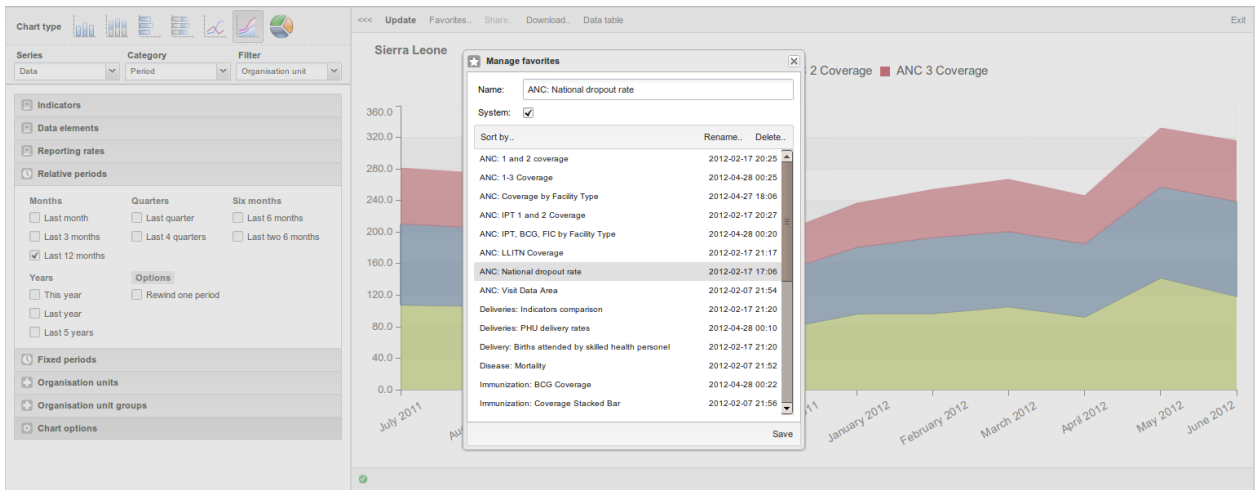 Chart type
Series Category Filter
Data Period Organisation unit
Indicators
Data elements
Reporting rates
Relative periods
Months Quarters Six months
Last month Last quarter Last 6 months
Last 3 months Last 4 quarters Last two 6 months
Last 12 months
Years Options
This year Rewind one period
Last year
Last 5 years
Fixed periods
Organisation units
Organisation unit groups
Chart options
<<< Update Favorites.. Share.. Download.. Data table Exit
Sierra Leone
2 Coverage ANC 3 Coverage
360.0
320.0
280.0
240.0
200.0
160.0
120.0
80.0
40.0
0.0
July 2011
January 2012
February 2012
March 2012
April 2012
May 2012
June 2012
Manage favorites
Name: ANC: National dropout rate
System:
Sort by.. Rename.. Delete..
ANC: 1 and 2 coverage 2012-02-17 20:25
ANC: 1-3 Coverage 2012-04-28 00:25
ANC: Coverage by Facility Type 2012-04-27 18:06
ANC: IPT 1 and 2 Coverage 2012-02-17 20:27
ANC: IPT, BCG, FIC by Facility Type 2012-04-28 00:20
ANC: LLITN Coverage 2012-02-17 21:17
ANC: National dropout rate 2012-02-17 17:06
ANC: Visit Data Area 2012-02-07 21:54
Deliveries: Indicators comparison 2012-02-17 21:20
Deliveries: PHU delivery rates 2012-04-28 00:10
Delivery: Births attended by skilled health personel 2012-02-17 21:20
Disease: Mortality 2012-02-07 21:52
Immunization: BCG Coverage 2012-04-28 00:22
Immunization: Coverage Stacked Bar 2012-02-07 21:56
Save